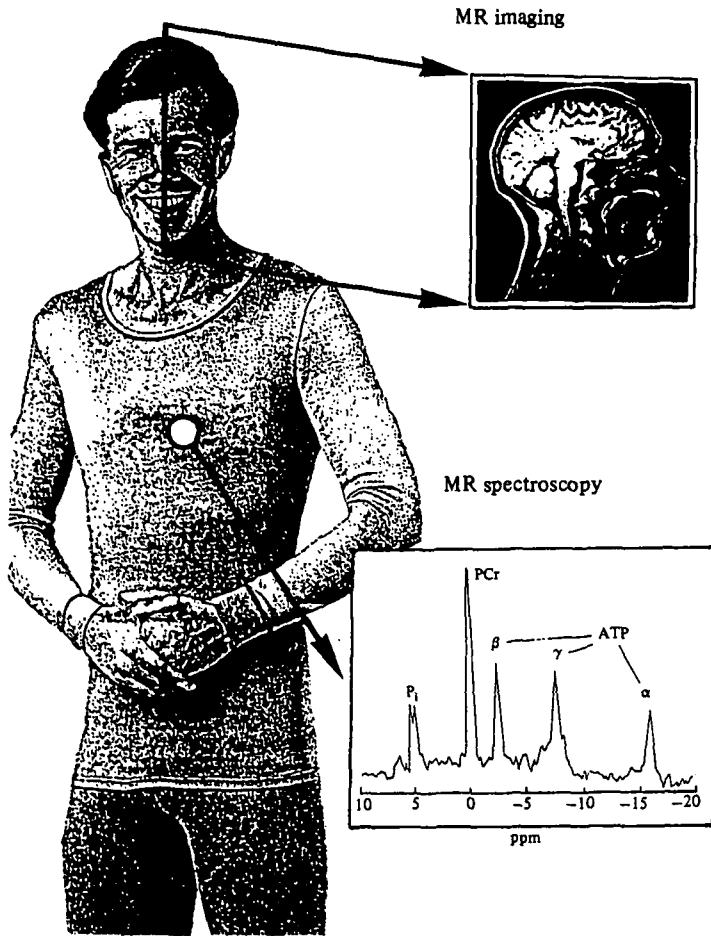 MR imaging
MR spectroscopy
PCr
β
ATP
γ
Pi
α
10 5 0 −5 −10 −15 −20
ppm